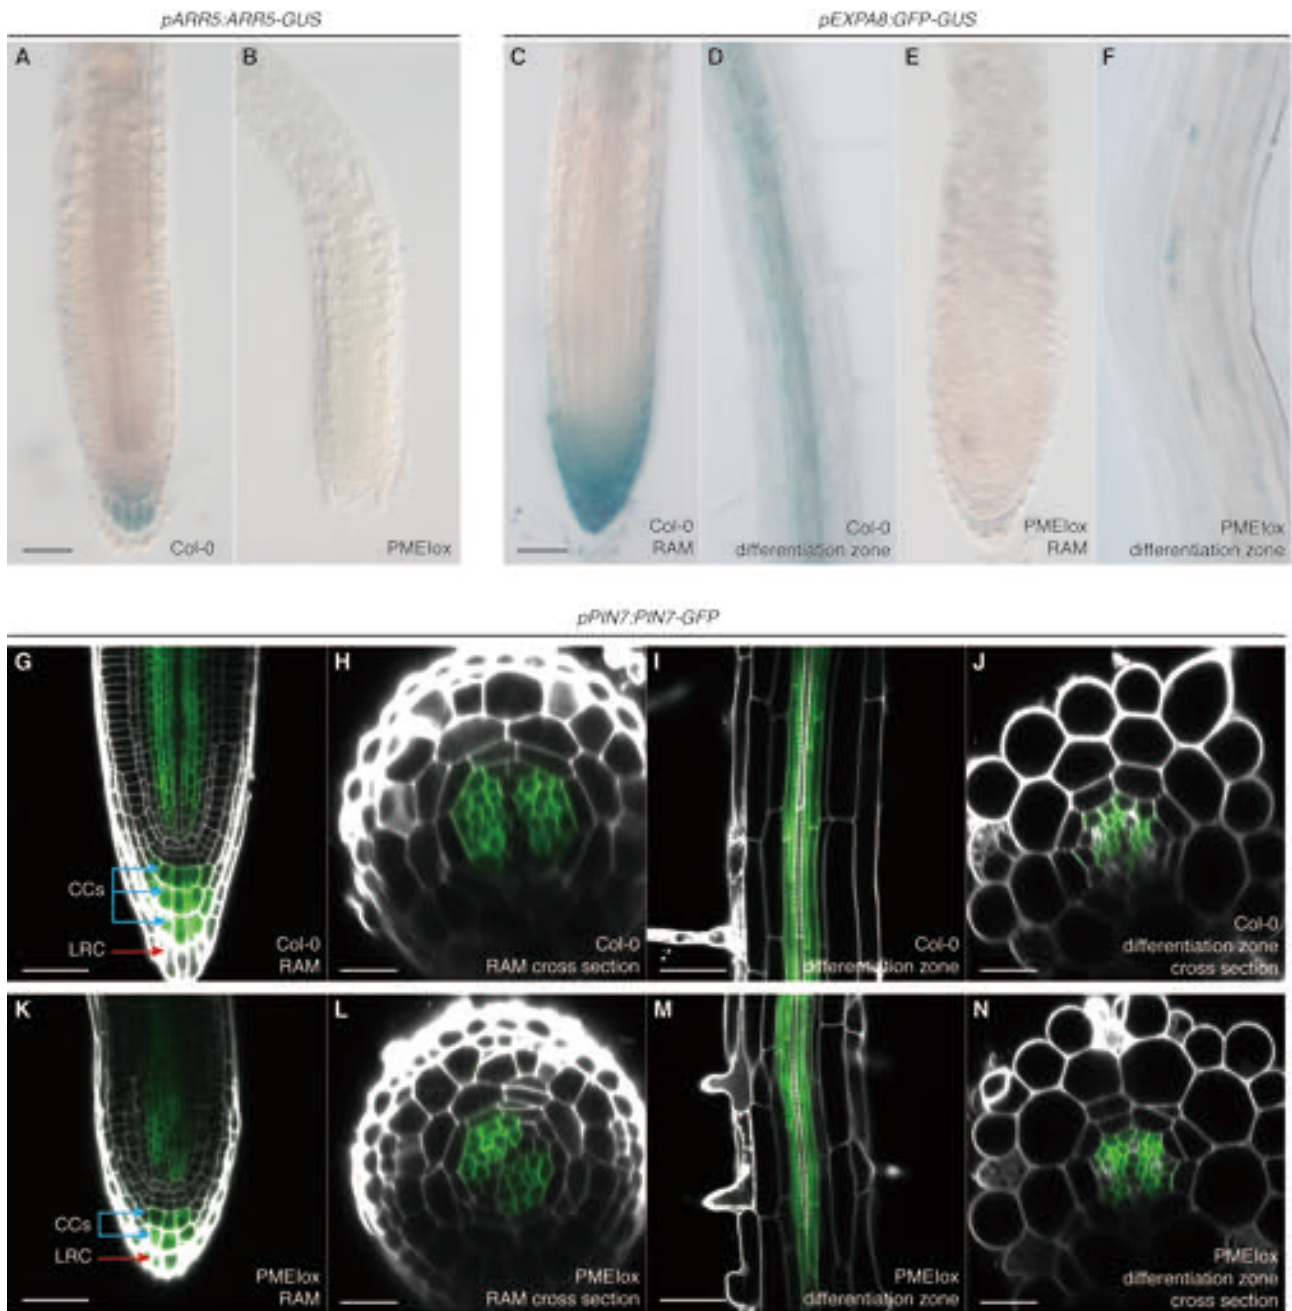 pARR5:ARR5-GUS
pEXPA8:GFP-GUS
A
B
C
D
E
F
Col-0
PMEIox
Col-0
RAM
Col-0
differentiation zone
PMEIox
RAM
PMEIox
differentiation zone
pPIN7:PIN7-GFP
G
H
I
J
CCs
LRC
Col-0
RAM
Col-0
RAM cross section
Col-0
differentiation zone
Col-0
differentiation zone
cross section
K
L
M
N
CCs
LRC
PMEIox
RAM
PMEIox
RAM cross section
PMEIox
differentiation zone
PMEIox
differentiation zone
cross section